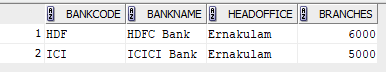 BANKCODE BANKNAME HEADOFFICE BRANCHES
1 HDF HDFC Bank Ernakulam 6000
2 ICI ICICI Bank Ernakulam 5000